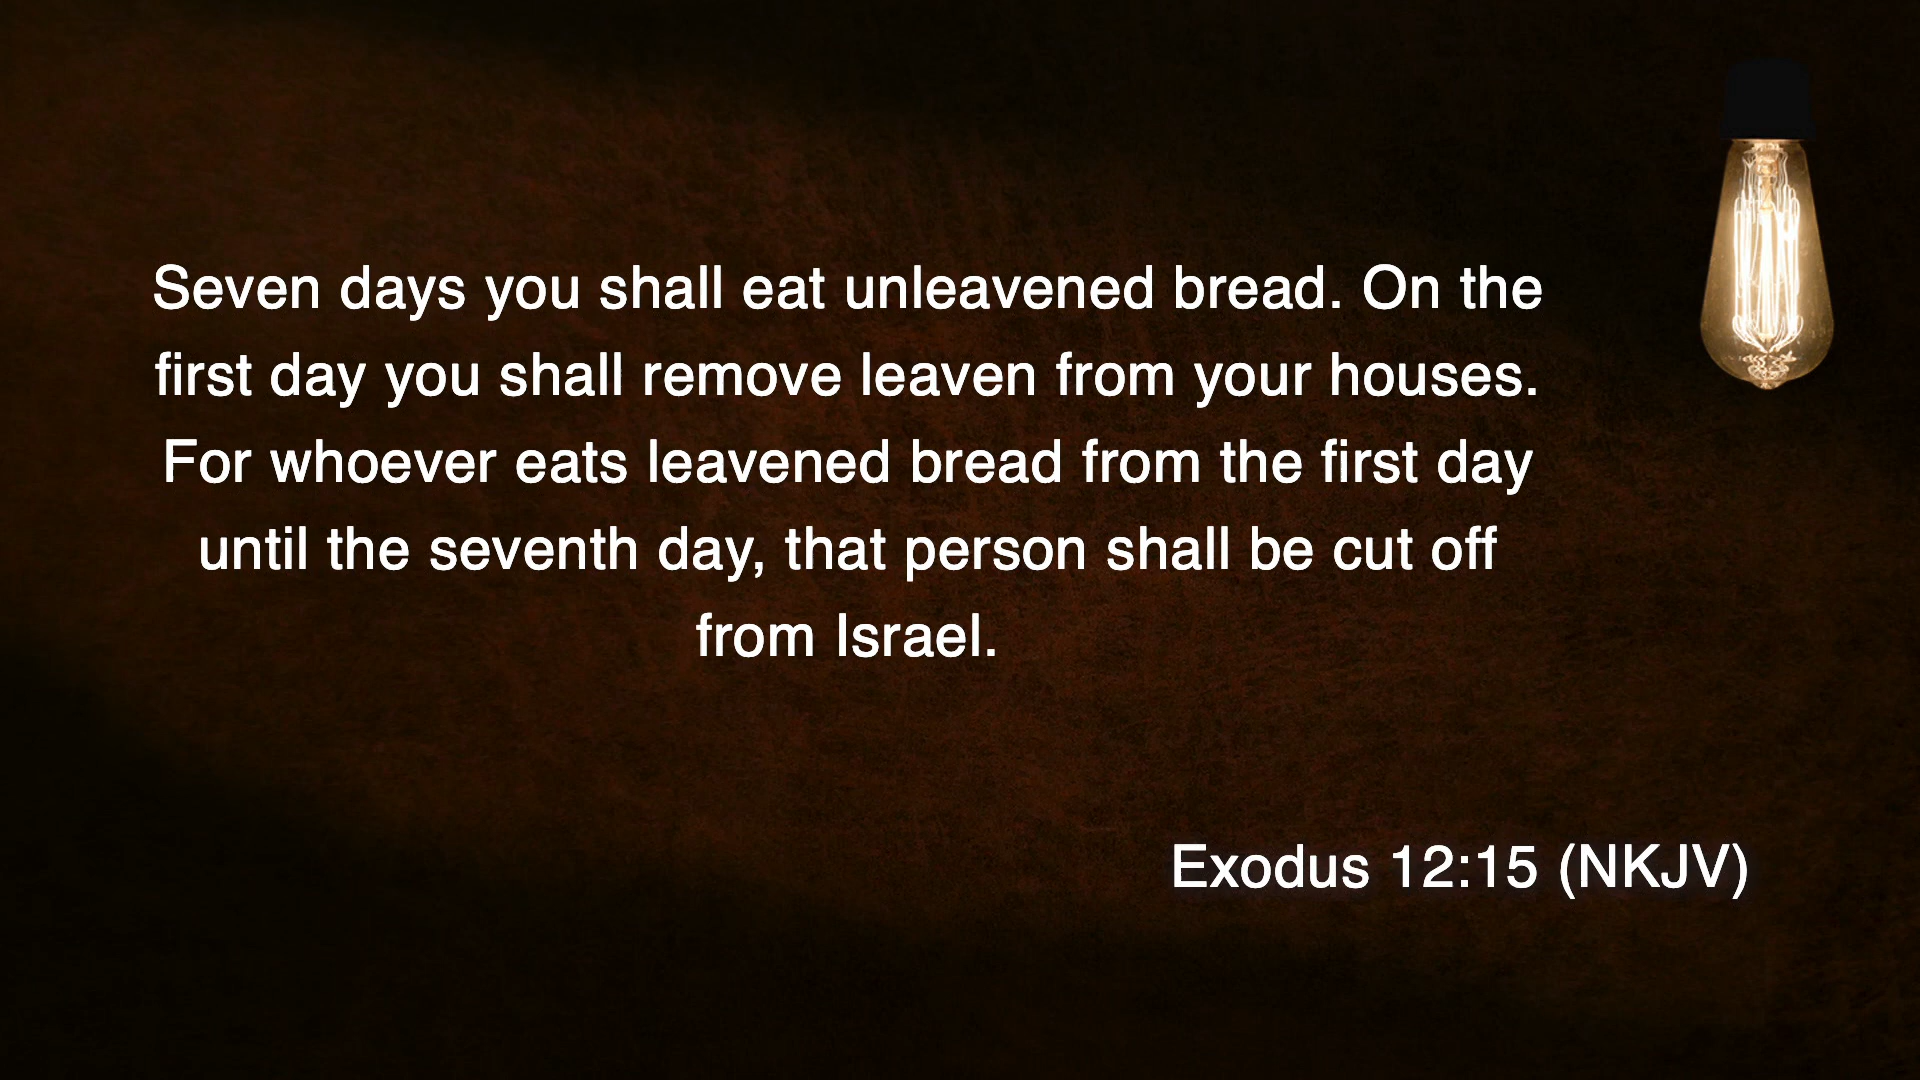 Seven days you shall eat unleavened bread. On the
first day you shall remove leaven from your houses.
For whoever eats leavened bread from the first day
until the seventh day, that person shall be cut off
from Israel.
Exodus 12:15 (NKJV)